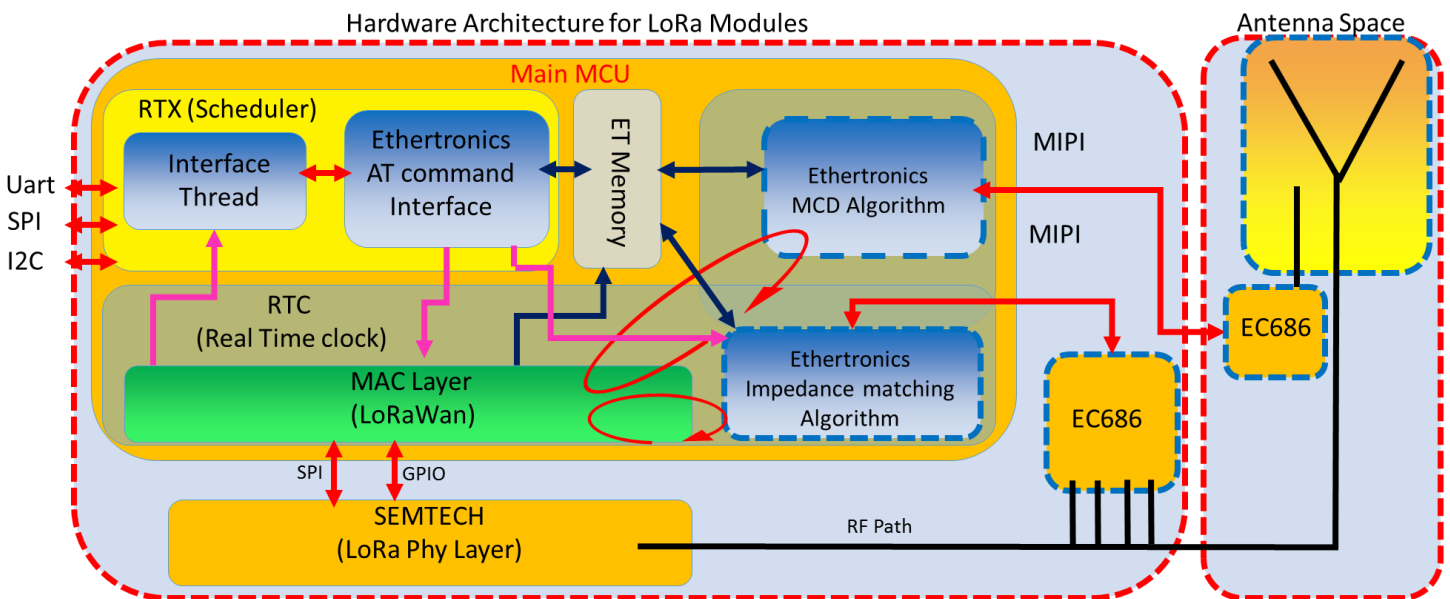 Hardware Architecture for LoRa Modules
Antenna Space
Main MCU
RTX (Scheduler)
Interface
Thread
Ethertronics
AT command
Interface
ET Memory
Ethertronics
MCD Algorithm
MIPI
MIPI
Uart
SPI
I2C
RTC
(Real Time clock)
MAC Layer
(LoRaWan)
Ethertronics
Impedance matching
Algorithm
EC686
EC686
SPI
GPIO
SEMTECH
(LoRa Phy Layer)
RF Path